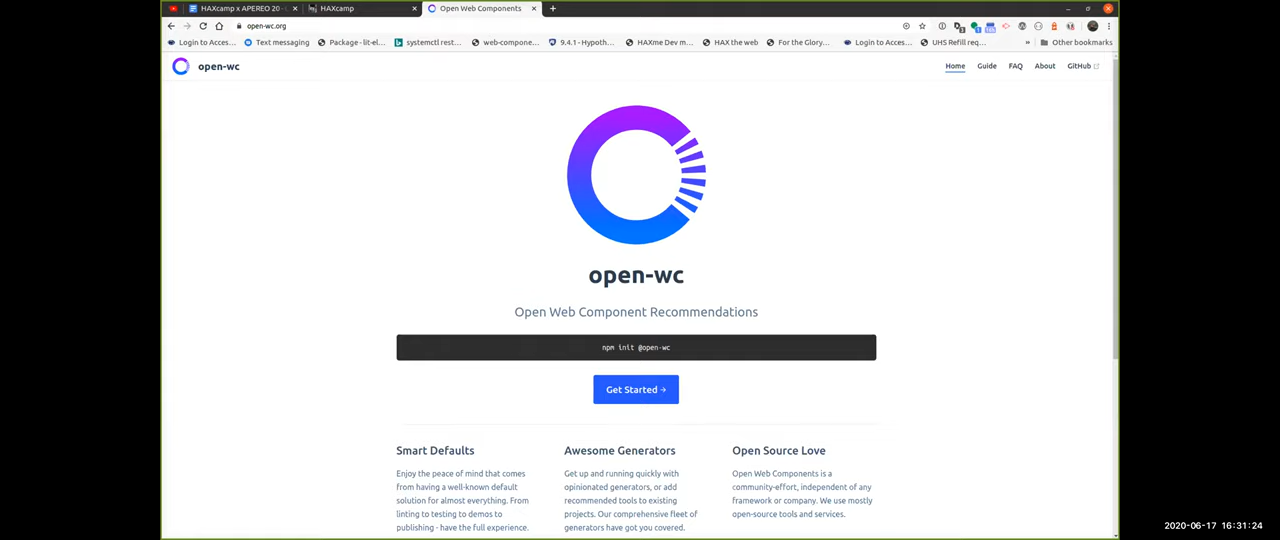 HAXcamp x APEREO 20 -
HAXcamp
Open Web Components
open-wc.org
Login to Acces...
Text messaging
Package - lit-el...
systemctl rest...
web-compone...
9.4.1 - Hypoth...
HAXme Dev m...
HAX the web
For the Glory...
Login to Acces...
UHS Refill req...
»
Other bookmarks
open-wc
Home
Guide
FAQ
About
GitHub
open-wc
Open Web Component Recommendations
npm init @open-wc
Get Started →
Smart Defaults
Enjoy the peace of mind that comes
from having a well-known default
solution for almost everything. From
linting to testing to demos to
publishing - have the full experience.
Awesome Generators
Get up and running quickly with
opinionated generators, or add
recommended tools to existing
projects. Our comprehensive fleet of
generators have got you covered.
Open Source Love
Open Web Components is a
community-effort, independent of any
framework or company. We use mostly
open-source tools and services.
2020-06-17 16:31:24